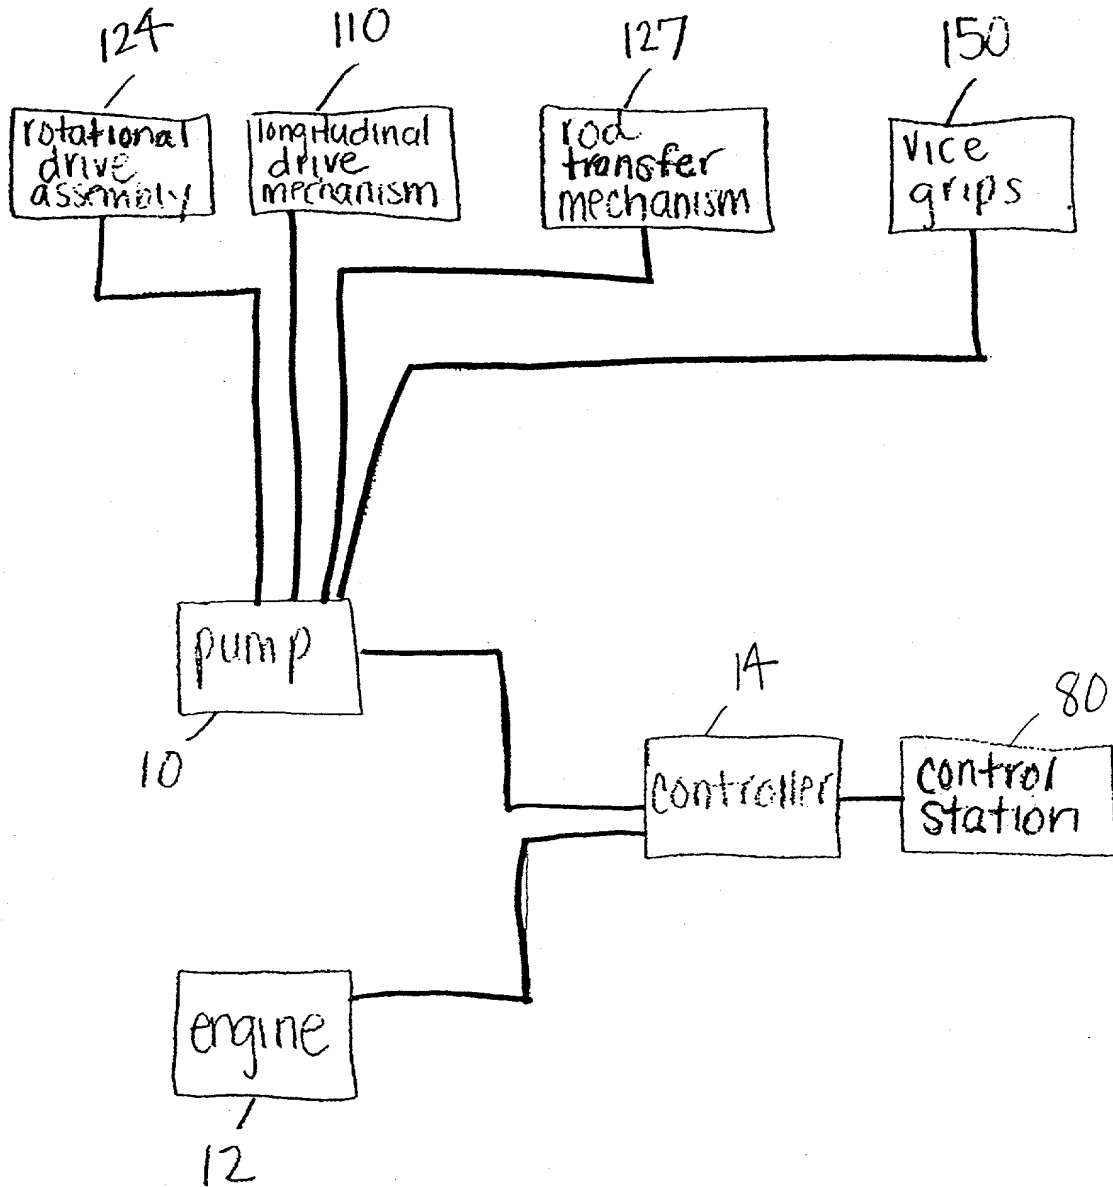 124
110
127
150
rotational
drive
assembly
longitudinal
drive
mechanism
rod
transfer
mechanism
vice
grips
pump
10
14
80
controller
control
station
engine
12